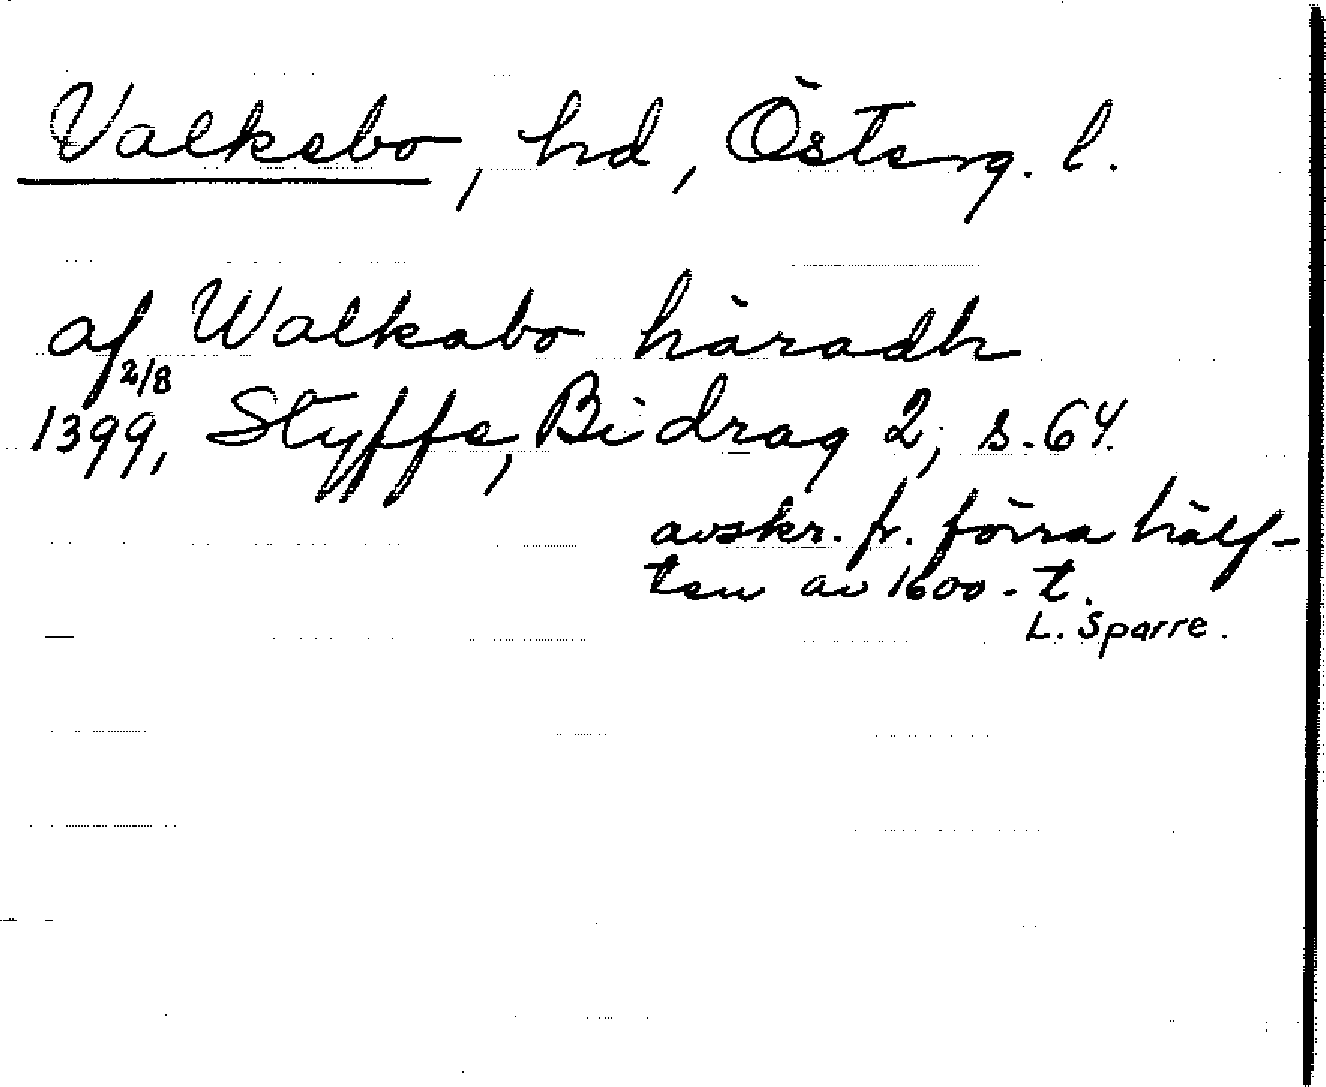 Valkebo, hd, Österg. l.
af Walkabo häradh
2/8
1399, Styffe, Bidrag 2, s. 64.
avskr. fr. förra hälf-
ten av 1600-t.
L. Sparre.